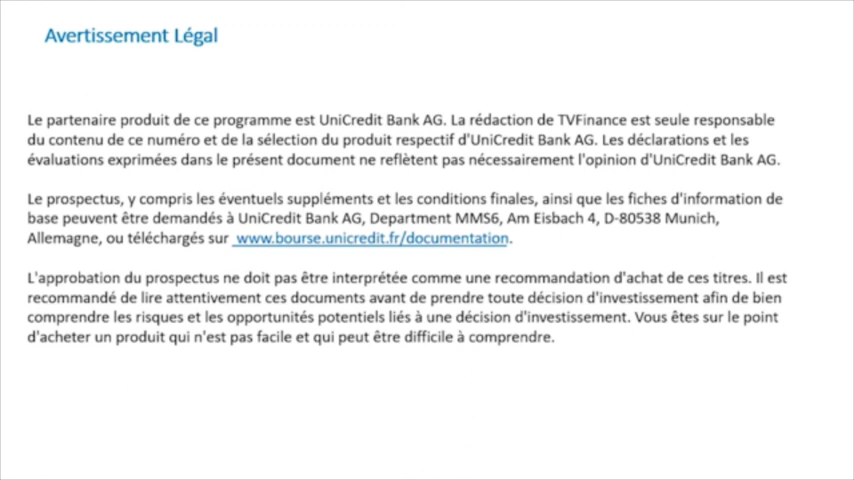 Avertissement Légal
Le partenaire produit de ce programme est UniCredit Bank AG. La rédaction de TVFinance est seule responsable
du contenu de ce numéro et de la sélection du produit respectif d'UniCredit Bank AG. Les déclarations et les
évaluations exprimées dans le présent document ne reflètent pas nécessairement l'opinion d'UniCredit Bank AG.
Le prospectus, y compris les éventuels suppléments et les conditions finales, ainsi que les fiches d'information de
base peuvent être demandés à UniCredit Bank AG, Department MMS6, Am Eisbach 4, D-80538 Munich,
Allemagne, ou téléchargés sur www.bourse.unicredit.fr/documentation.
L'approbation du prospectus ne doit pas être interprétée comme une recommandation d'achat de ces titres. Il est
recommandé de lire attentivement ces documents avant de prendre toute décision d'investissement afin de bien
comprendre les risques et les opportunités potentiels liés à une décision d'investissement. Vous êtes sur le point
d'acheter un produit qui n'est pas facile et qui peut être difficile à comprendre.